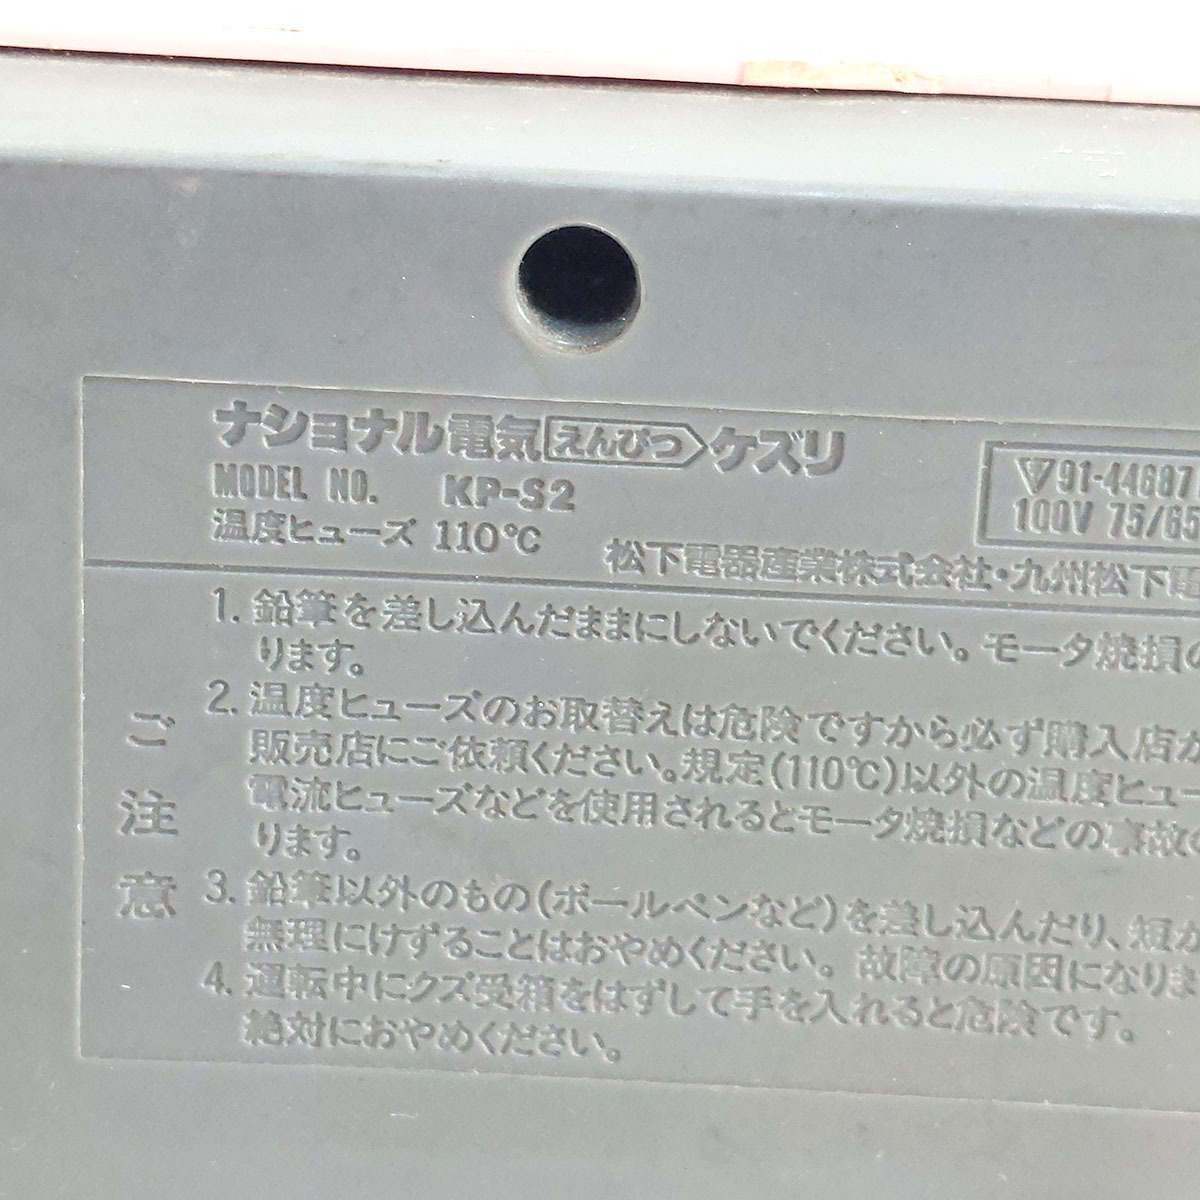 ナショナル電気えんぴつケズリ
MODEL NO. KP-S2
温度ヒューズ 110℃
91-44687
100V 75/65
松下電器産業株式会社・九州松下電
ご注意
1. 鉛筆を差し込んだままにしないでください。モータ焼損の
ります。
2. 温度ヒューズのお取替えは危険ですから必ず購入店か
販売店にご依頼ください。規定(110℃)以外の温度ヒュー
電流ヒューズなどを使用されるとモータ焼損などの事故の
ります。
3. 鉛筆以外のもの(ボールペンなど)を差し込んだり、短か
無理にけずることはおやめください。故障の原因になりま
4. 運転中にクズ受箱をはずして手を入れると危険です。
絶対におやめください。